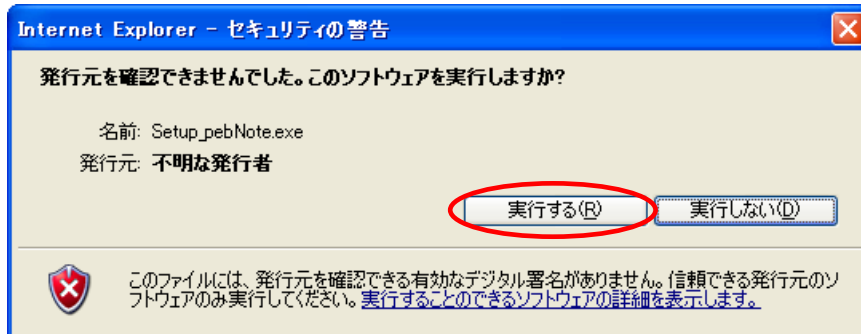 Internet Explorer - セキュリティの警告
発行元を確認できませんでした。このソフトウェアを実行しますか?
名前: Setup_pebNote.exe
発行元: 不明な発行者
実行する(R) 実行しない(D)
このファイルには、発行元を確認できる有効なデジタル署名がありません。信頼できる発行元のソ
フトウェアのみ実行してください。実行することのできるソフトウェアの詳細を表示します。